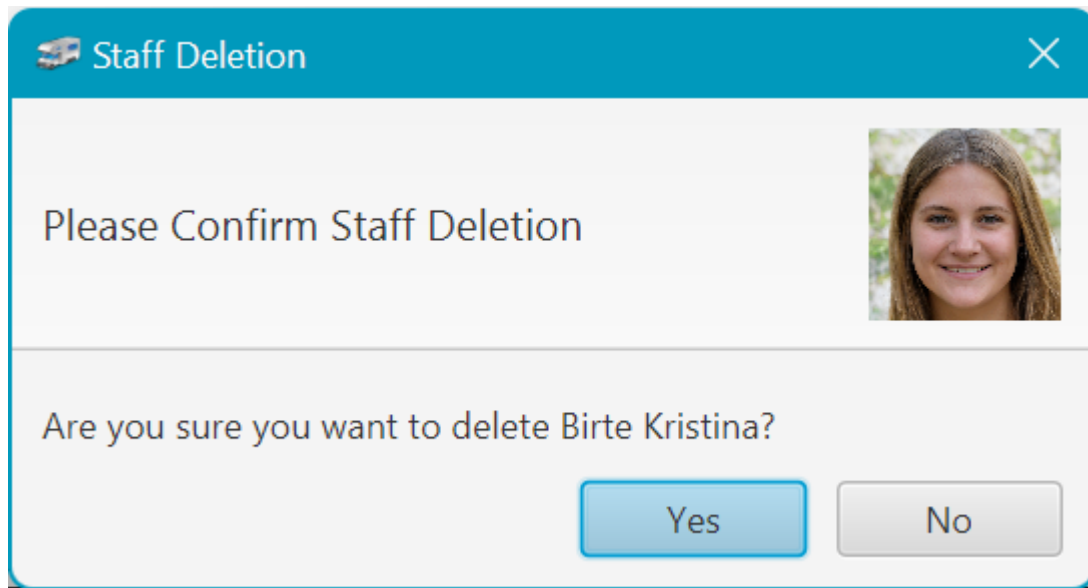 Staff Deletion
Please Confirm Staff Deletion
Are you sure you want to delete Birte Kristina?
Yes
No